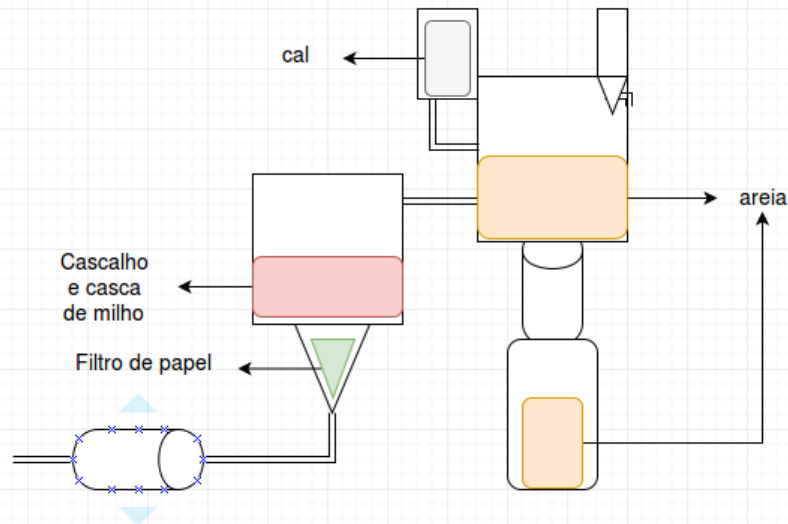 cal
areia
Cascalho
e casca
de milho
Filtro de papel